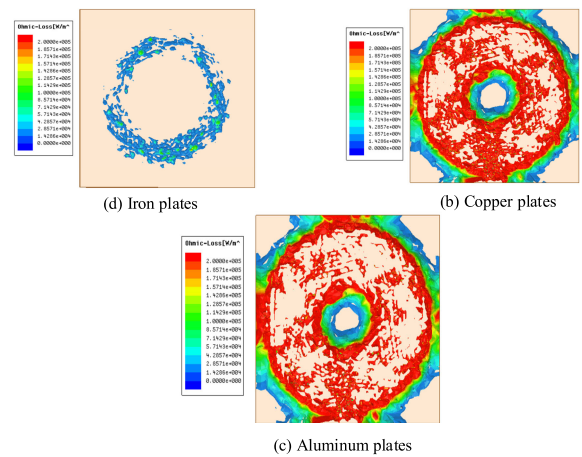 Ohmic-Loss[W/m^
2.0000e+005
1.8571e+005
1.7143e+005
1.5714e+005
1.4286e+005
1.2857e+005
1.1429e+005
1.0000e+005
8.5714e+004
7.1429e+004
5.7143e+004
4.2857e+004
2.8571e+004
1.4286e+004
0.0000e+000
(d) Iron plates
Ohmic-Loss[W/m^
2.0000e+005
1.8571e+005
1.7143e+005
1.5714e+005
1.4286e+005
1.2857e+005
1.1429e+005
1.0000e+005
8.5714e+004
7.1429e+004
5.7143e+004
4.2857e+004
2.8571e+004
1.4286e+004
0.0000e+000
(b) Copper plates
Ohmic-Loss[W/m^
2.0000e+005
1.8571e+005
1.7143e+005
1.5714e+005
1.4286e+005
1.2857e+005
1.1429e+005
1.0000e+005
8.5714e+004
7.1429e+004
5.7143e+004
4.2857e+004
2.8571e+004
1.4286e+004
0.0000e+000
(c) Aluminum plates